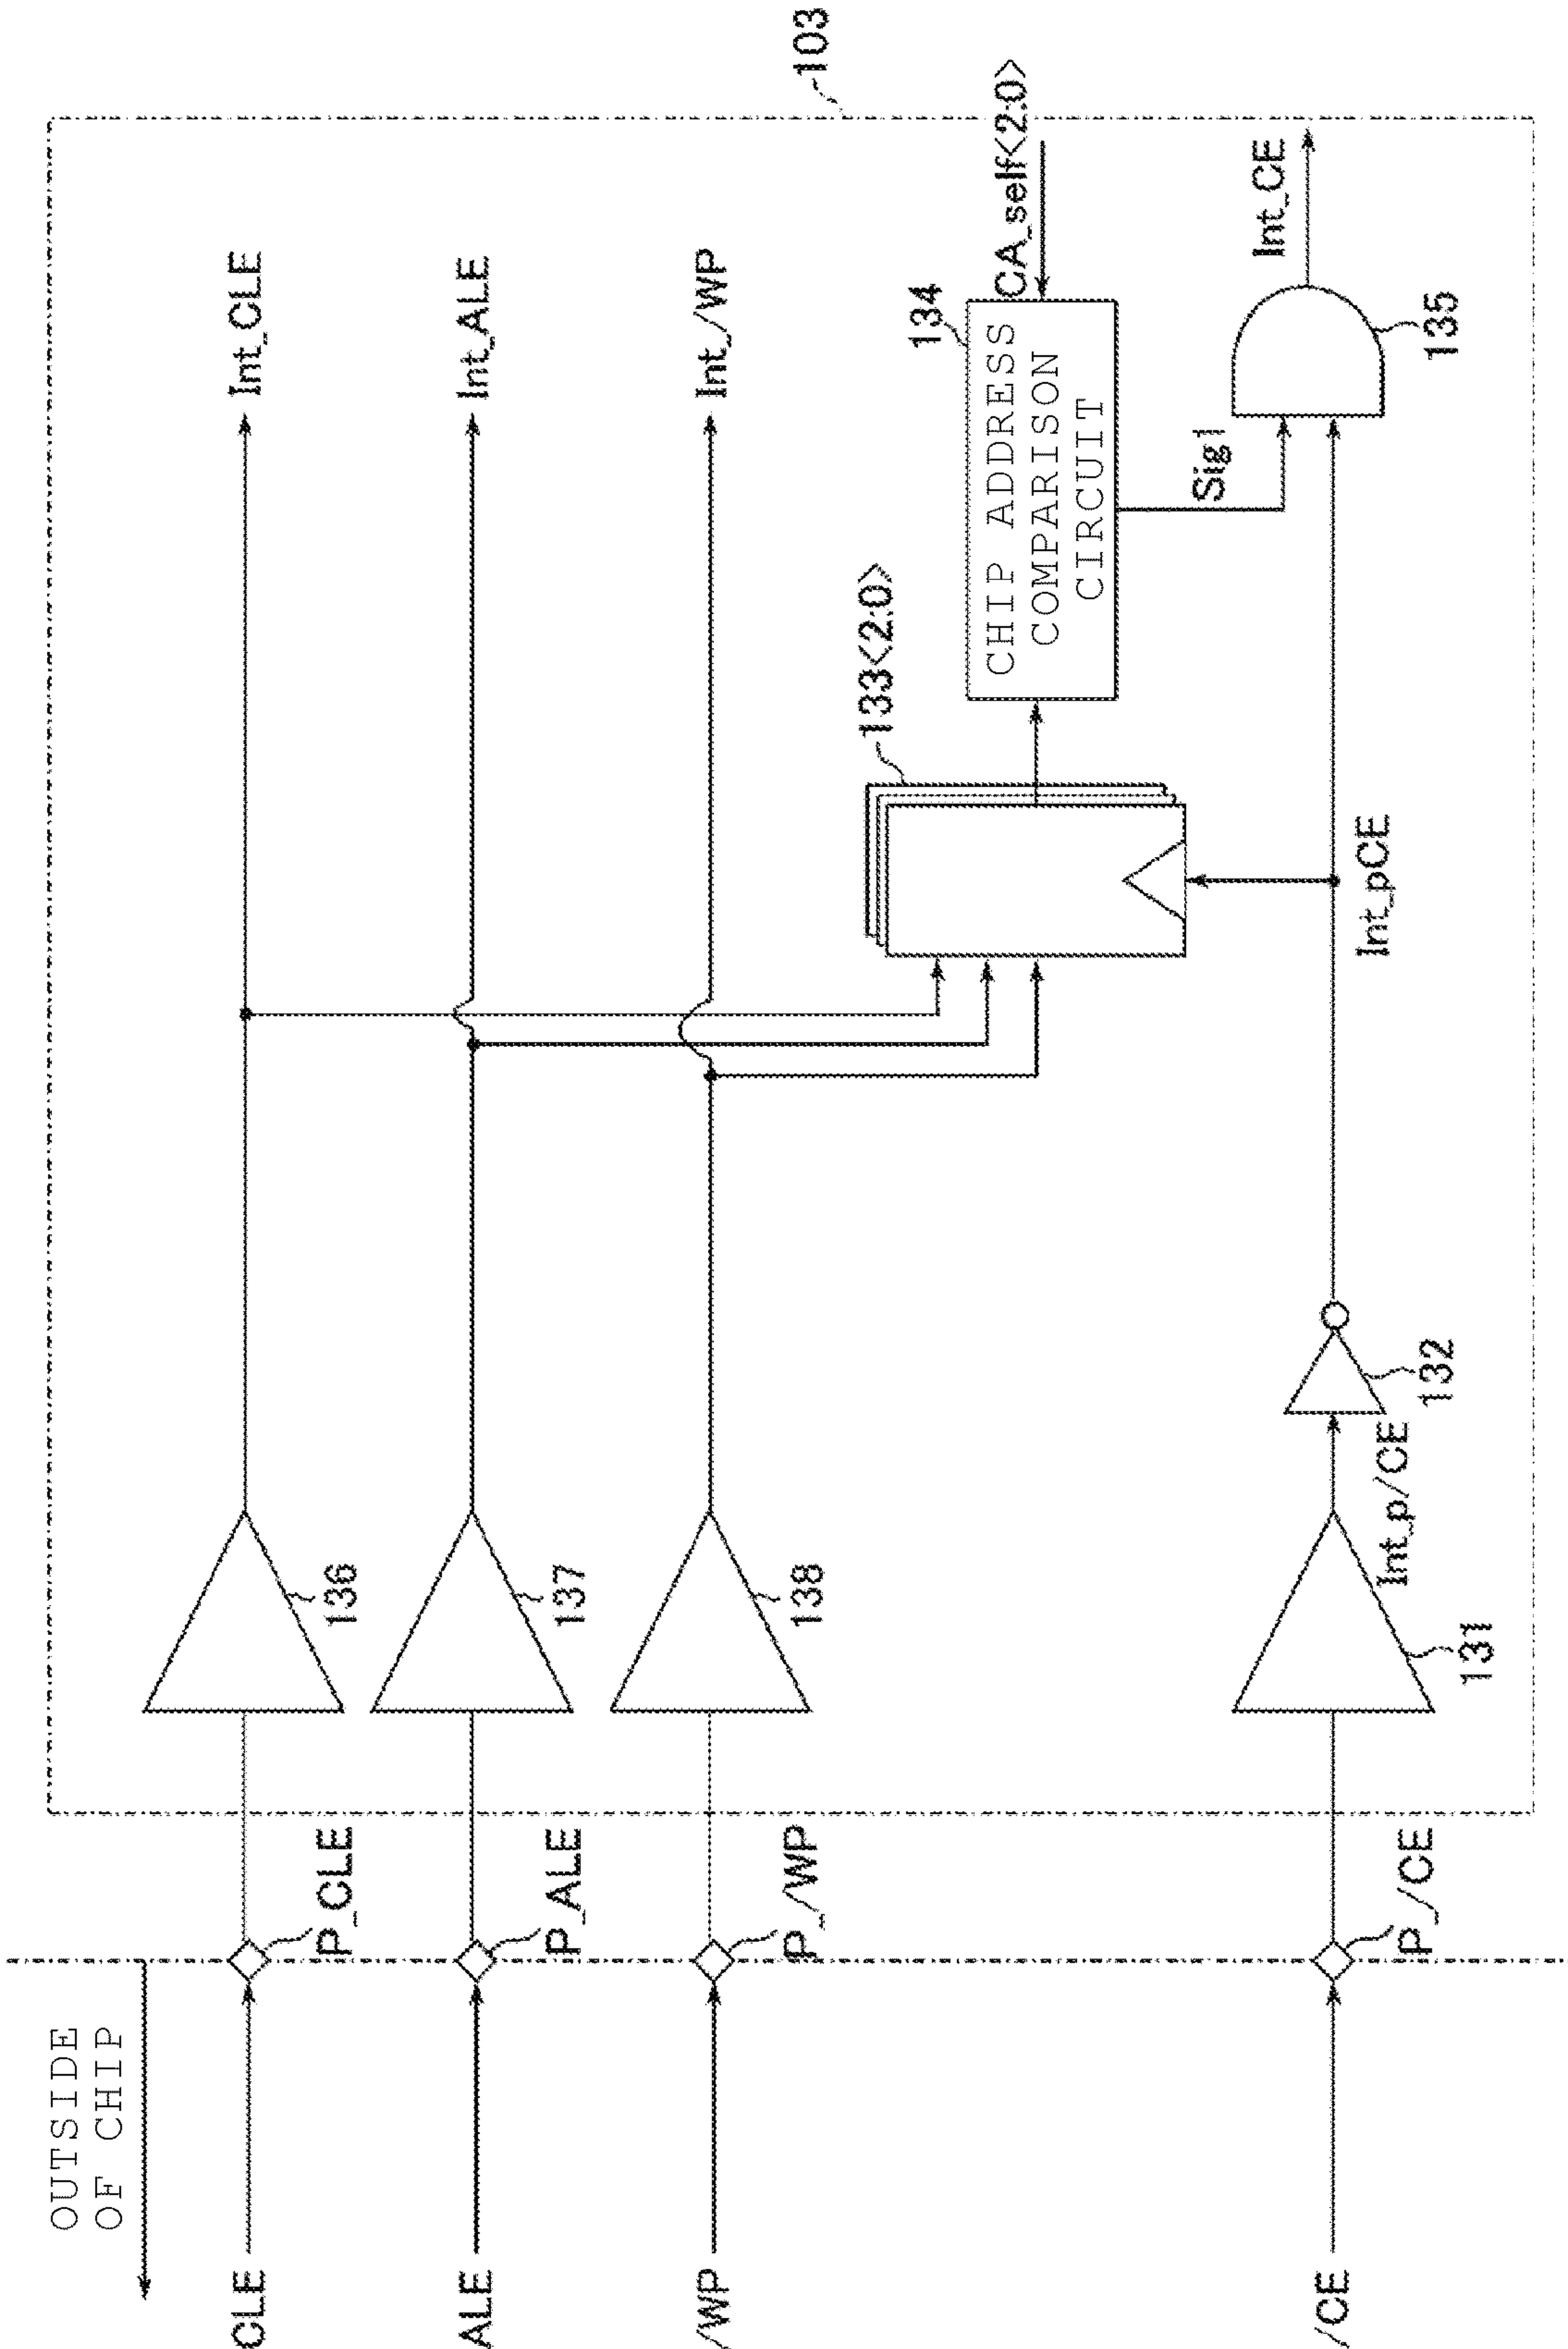 OUTSIDE
OF CHIP
CLE
P_CLE
136
Int_CLE
ALE
P_ALE
137
Int_ALE
/WP
P_/WP
138
Int_/WP
103
133<2:0>
134
CHIP ADDRESS
COMPARISON
CIRCUIT
CA_self<2:0>
Sig1
/CE
P_/CE
131
Int_p/CE
132
Int_pCE
135
Int_CE